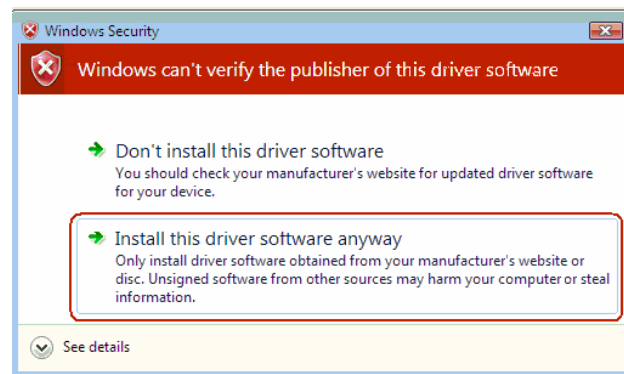 Windows Security
Windows can't verify the publisher of this driver software
Don't install this driver software
You should check your manufacturer's website for updated driver software
for your device.
Install this driver software anyway
Only install driver software obtained from your manufacturer's website or
disc. Unsigned software from other sources may harm your computer or steal
information.
See details